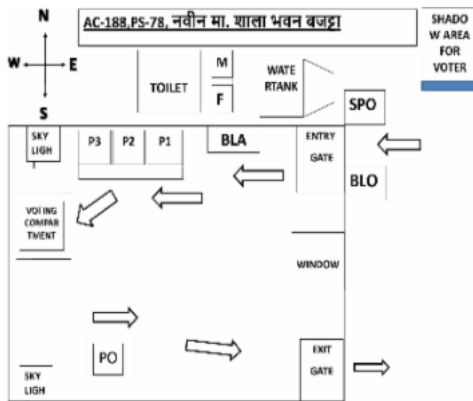 AC-188,PS-78, नवीन मा. शाला भवन बजट्टा
SHADO
W AREA
FOR
VOTER
N
W E
S
TOILET
M
F
WATE
RTANK
SPO
SKY
LIGH
P3 P2 P1
BLA
ENTRY
GATE
BLO
VOTING
COMPAR
TMENT
WINDOW
PO
SKY
LIGH
EXIT
GATE